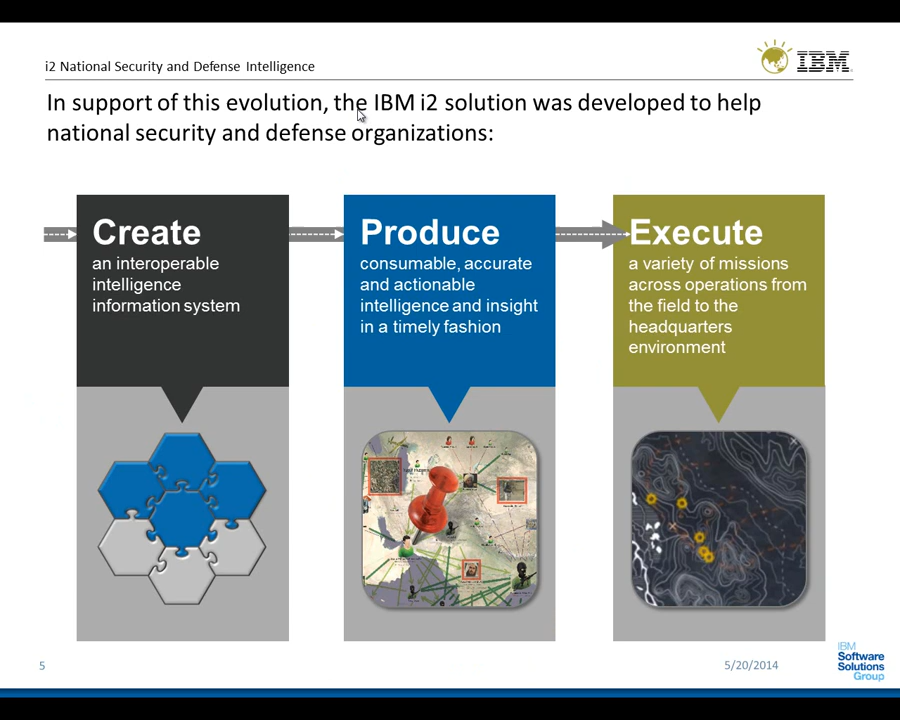 i2 National Security and Defense Intelligence
IBM
In support of this evolution, the IBM i2 solution was developed to help
national security and defense organizations:
Create
an interoperable
intelligence
information system
Produce
consumable, accurate
and actionable
intelligence and insight
in a timely fashion
Execute
a variety of missions
across operations from
the field to the
headquarters
environment
5
5/20/2014
IBM
Software
Solutions
Group